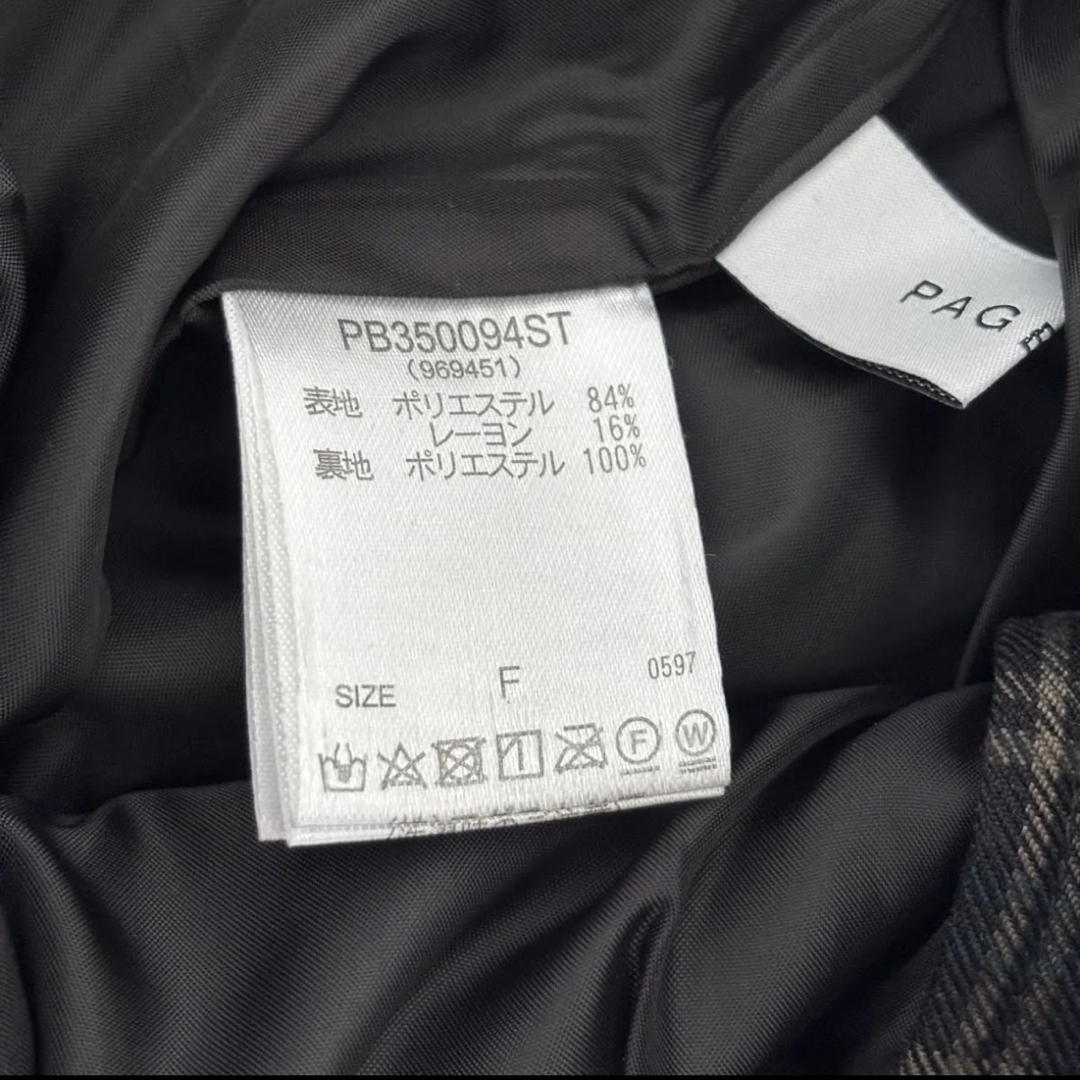 PB350094ST
(969451)
表地 ポリエステル 84%
レーヨン 16%
裏地 ポリエステル 100%
SIZE F 0597
F W
PAG